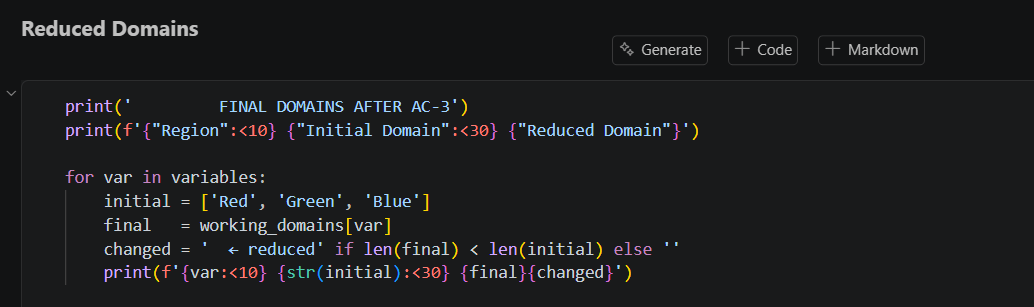 Reduced Domains
Generate
+ Code
+ Markdown
print('         FINAL DOMAINS AFTER AC-3')
print(f'{"Region":<10} {"Initial Domain":<30} {"Reduced Domain"}')

for var in variables:
    initial = ['Red', 'Green', 'Blue']
    final   = working_domains[var]
    changed = '  ← reduced' if len(final) < len(initial) else ''
    print(f'{var:<10} {str(initial):<30} {final}{changed}')